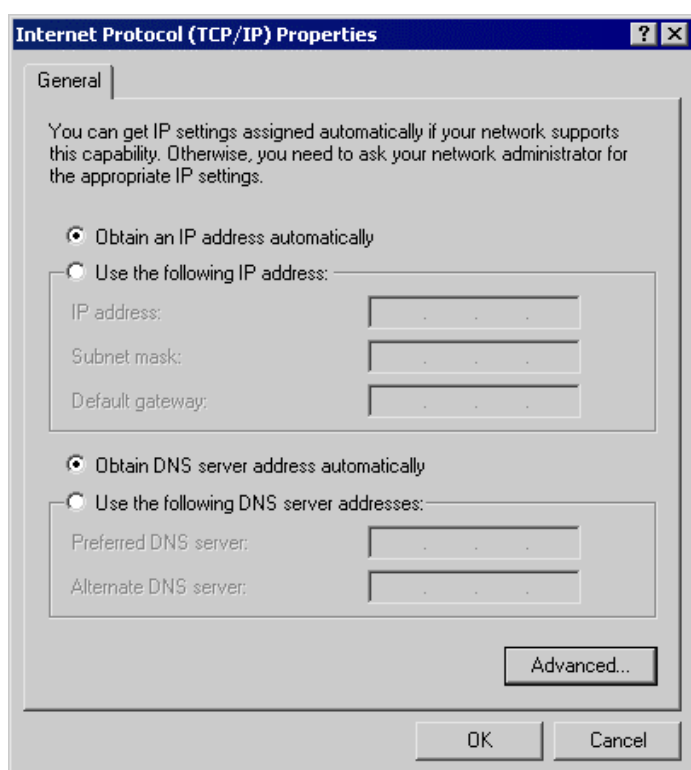 Internet Protocol (TCP/IP) Properties
General
You can get IP settings assigned automatically if your network supports
this capability. Otherwise, you need to ask your network administrator for
the appropriate IP settings.
Obtain an IP address automatically
Use the following IP address:
IP address:
Subnet mask:
Default gateway:
Obtain DNS server address automatically
Use the following DNS server addresses:
Preferred DNS server:
Alternate DNS server:
Advanced...
OK
Cancel